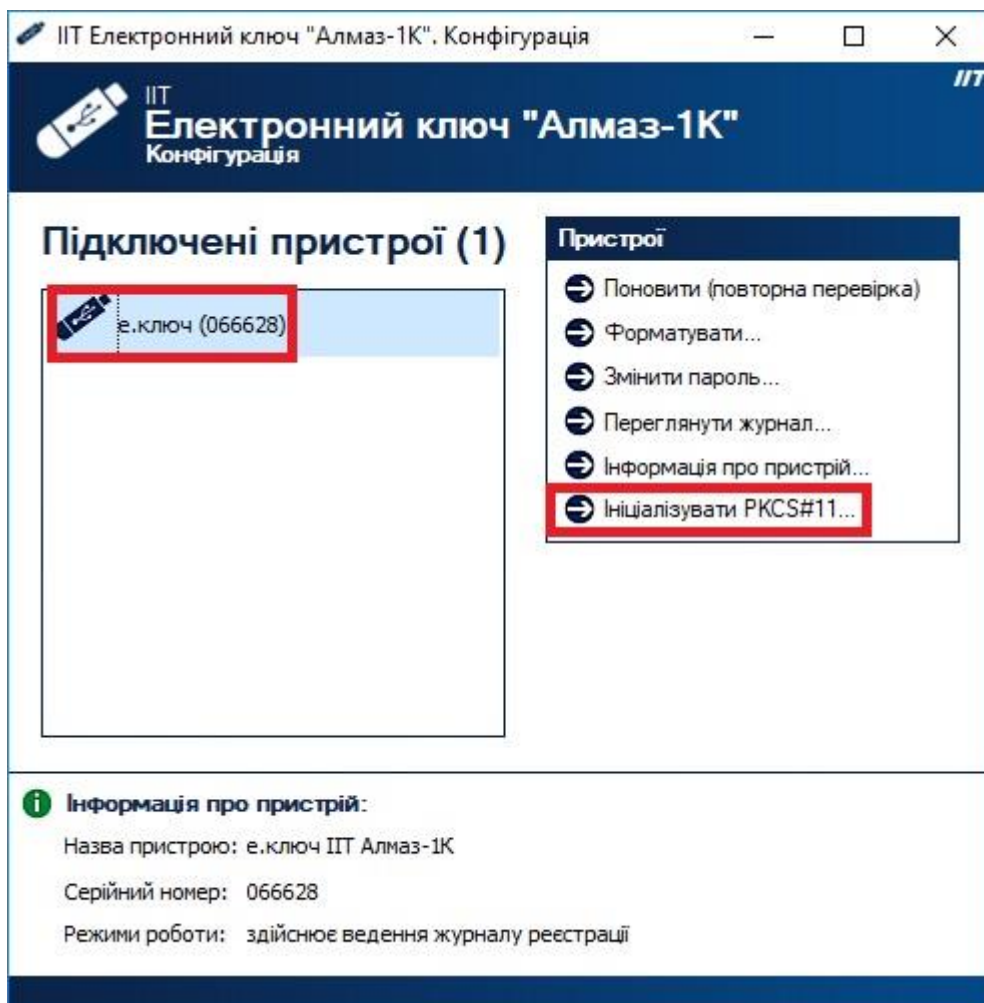 ІІТ Електронний ключ "Алмаз-1К". Конфігурація
ІІТ
ІІТ
Електронний ключ "Алмаз-1К"
Конфігурація
Підключені пристрої (1)
е.ключ (066628)
Пристрої
Поновити (повторна перевірка)
Форматувати...
Змінити пароль...
Переглянути журнал...
Інформація про пристрій...
Ініціалізувати PKCS#11...
Інформація про пристрій:
Назва пристрою: е.ключ ІІТ Алмаз-1К
Серійний номер: 066628
Режими роботи: здійснює ведення журналу реєстрації